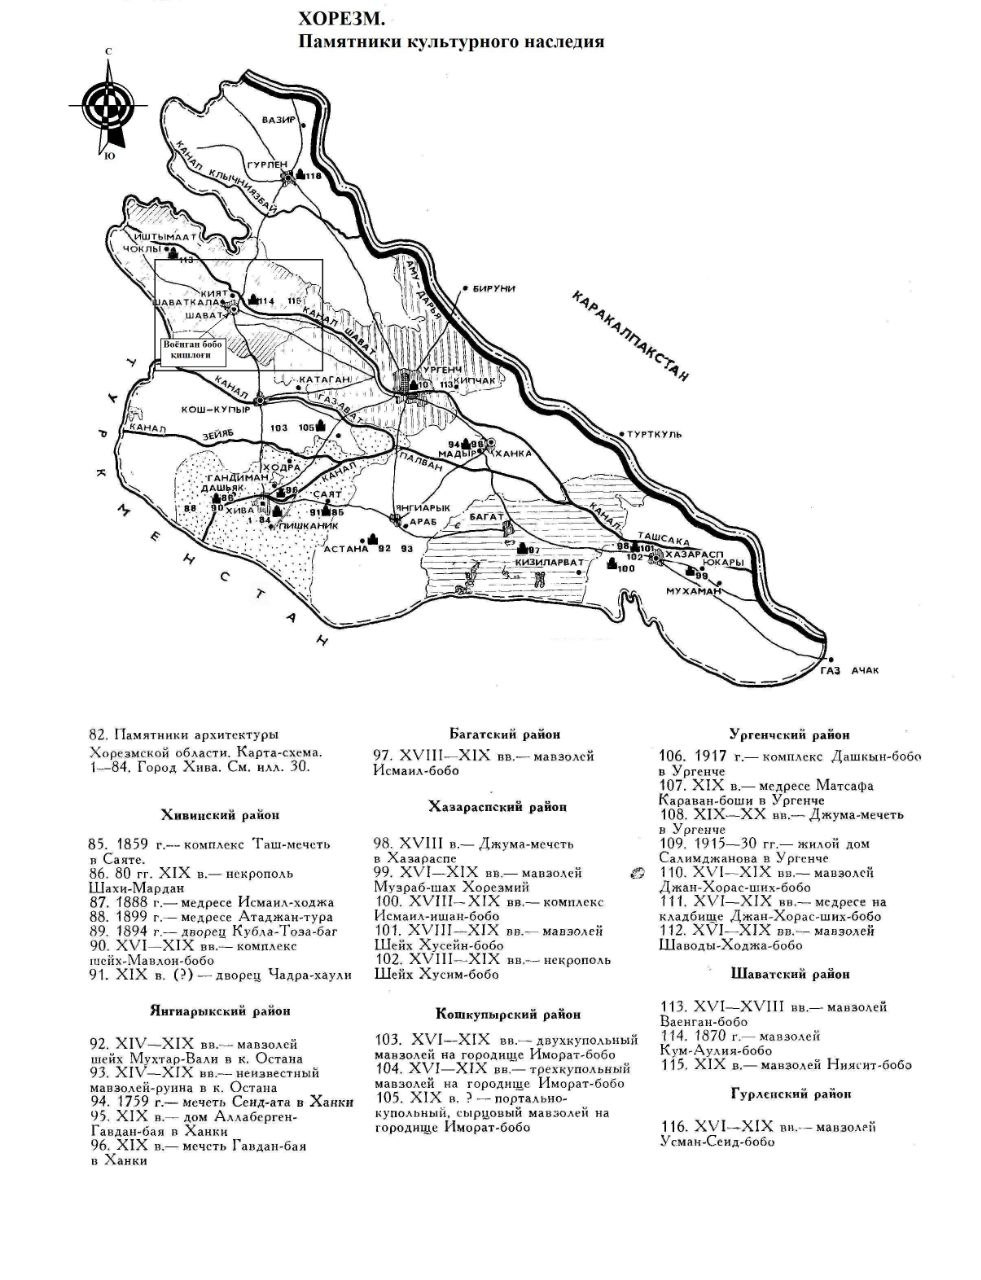 ХОРЕЗМ.
Памятники культурного наследия
С
Ю
ВАЗИР
ГУРЛЕН
118
КАНАЛ КЛЫЧНИЯЗБАЙ
ИШТЫМААТ
ЧОКЛЫ
113
КИЯТ
ШАВАТКАЛА
114 115
ШАВАТ
КАНАЛ ШАВАТ
АМУ-ДАРЬЯ
БИРУНИ
КАРАКАЛПАКСТАН
Воёнган бобо
қишлоғи
УРГЕНЧ
113 КИПЧАК
КАТАГАН
КАНАЛ ГАЗАВАТ
КОШ-КУПЫР
КАНАЛ ЗЕЙЯБ
103 105
ТУРТКУЛЬ
94 96
МАДЫР ХАНКА
ХОДРА
КАНАЛ ПАЛВАН
ГАНДИМАН
ДАШЬЯК
86
88 90 ХИВА
САЯТ
91 85
1 84
ПИШКАНИК
ЯНГИАРЫК
АРАБ
БАГАТ
АСТАНА 92 93
97
КИЗИЛАРВАТ
КАНАЛ ТАШСАКА
98 101
102
ХАЗАРАСП
100
ЮКАРЫ
99
МУХАМАН
ТУРКМЕНСТАН
ГАЗ АЧАК
82. Памятники архитектуры
Хорезмской области. Карта-схема.
1—84. Город Хива. См. илл. 30.
Хивинский район
85. 1859 г.— комплекс Таш-мечеть
в Саяте.
86. 80 гг. XIX в.— некрополь
Шахи-Мардан
87. 1888 г.— медресе Исмаил-ходжа
88. 1899 г.— медресе Атаджан-тура
89. 1894 г.— дворец Кубла-Тоза-баг
90. XVI—XIX вв.— комплекс
шейх-Мавлон-бобо
91. XIX в. (?) — дворец Чадра-хаули
Янгиарыкский район
92. XIV—XIX вв.— мавзолей
шейх Мухтар-Вали в к. Остана
93. XIV—XIX вв.— неизвестный
мавзолей-руина в к. Остана
94. 1759 г.— мечеть Сеид-ата в Ханки
95. XIX в.— дом Аллаберген-
Гавдан-бая в Ханки
96. XIX в.— мечеть Гавдан-бая
в Ханки
Багатский район
97. XVIII—XIX вв.— мавзолей
Исмаил-бобо
Хазараспский район
98. XVIII в.— Джума-мечеть
в Хазараспе
99. XVI—XIX вв.— мавзолей
Музраб-шах Хорезмий
100. XVIII—XIX вв.— комплекс
Исмаил-ишан-бобо
101. XVIII—XIX вв.— мавзолей
Шейх Хусейн-бобо
102. XVIII—XIX вв.— некрополь
Шейх Хусим-бобо
Кошкупырский район
103. XVI—XIX вв.— двухкупольный
мавзолей на городище Иморат-бобо
104. XVI—XIX вв.— трехкупольный
мавзолей на городище Иморат-бобо
105. XIX в. ? — портально-
купольный, сырцовый мавзолей на
городище Иморат-бобо
Ургенчский район
106. 1917 г.— комплекс Дашкын-бобо
в Ургенче
107. XIX в.— медресе Матсафа
Караван-боши в Ургенче
108. XIX—XX вв.— Джума-мечеть
в Ургенче
109. 1915—30 гг.— жилой дом
Салимджанова в Ургенче
110. XVI—XIX вв.— мавзолей
Джан-Хорас-ших-бобо
111. XVI—XIX вв.— медресе на
кладбище Джан-Хорас-ших-бобо
112. XVI—XIX вв.— мавзолей
Шаводы-Ходжа-бобо
Шаватский район
113. XVI—XVIII вв.— мавзолей
Ваенган-бобо
114. 1870 г.— мавзолей
Кум-Аулия-бобо
115. XIX в.— мавзолей Ниясит-бобо
Гурленский район
116. XVI—XIX вв.— мавзолей
Усман-Сеид-бобо